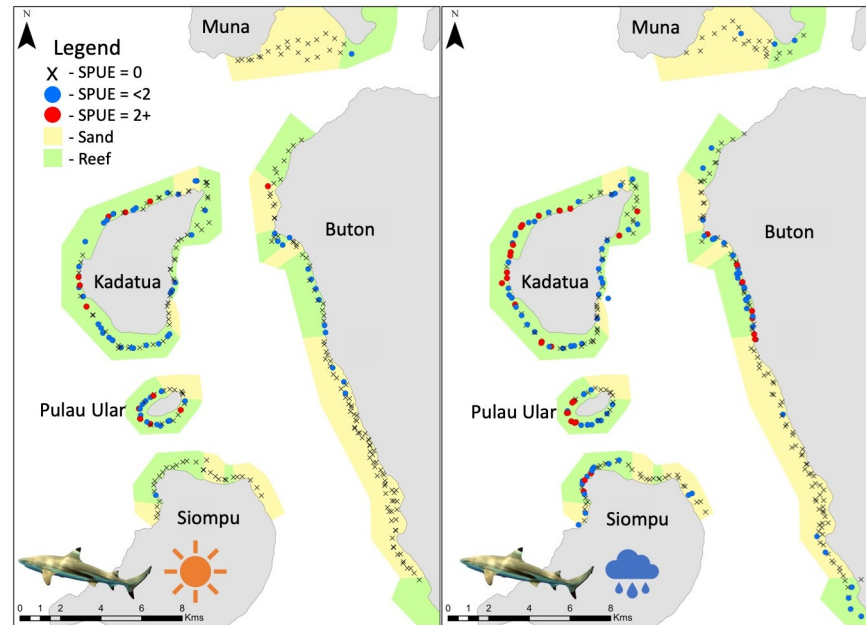 N
Muna
Legend
X - SPUE = 0
- SPUE = <2
- SPUE = 2+
- Sand
- Reef
Buton
Kadatua
Pulau Ular
Siompu
0 1 2 4 6 8
Kms
N
Muna
Buton
Kadatua
Pulau Ular
Siompu
0 1 2 4 6 8
Kms